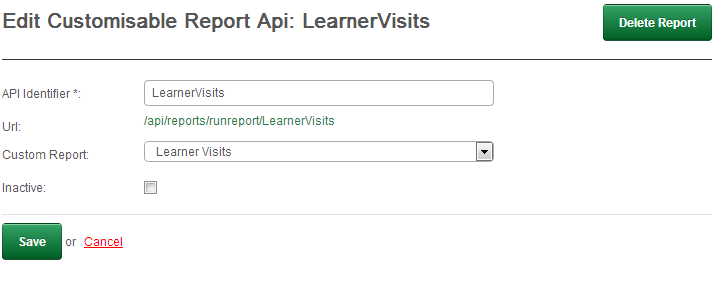 Edit Customisable Report Api: LearnerVisits
Delete Report
API Identifier *: LearnerVisits
Url: /api/reports/runreport/LearnerVisits
Custom Report: Learner Visits
Inactive:
Save or Cancel